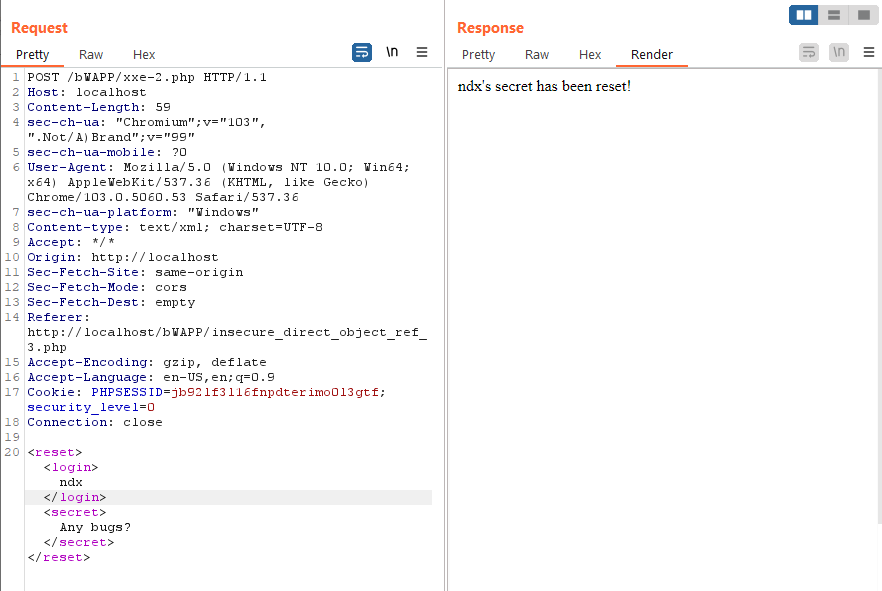 Request
Pretty Raw Hex
\n
1 POST /bWAPP/xxe-2.php HTTP/1.1
2 Host: localhost
3 Content-Length: 59
4 sec-ch-ua: "Chromium";v="103",
".Not/A)Brand";v="99"
5 sec-ch-ua-mobile: ?0
6 User-Agent: Mozilla/5.0 (Windows NT 10.0; Win64;
x64) AppleWebKit/537.36 (KHTML, like Gecko)
Chrome/103.0.5060.53 Safari/537.36
7 sec-ch-ua-platform: "Windows"
8 Content-type: text/xml; charset=UTF-8
9 Accept: */*
10 Origin: http://localhost
11 Sec-Fetch-Site: same-origin
12 Sec-Fetch-Mode: cors
13 Sec-Fetch-Dest: empty
14 Referer:
http://localhost/bWAPP/insecure_direct_object_ref_
3.php
15 Accept-Encoding: gzip, deflate
16 Accept-Language: en-US,en;q=0.9
17 Cookie: PHPSESSID=jb92lf3l16fnpdterimo0l3gtf;
security_level=0
18 Connection: close
19
20 <reset>
<login>
ndx
</login>
<secret>
Any bugs?
</secret>
</reset>
Response
Pretty Raw Hex Render
\n
ndx's secret has been reset!